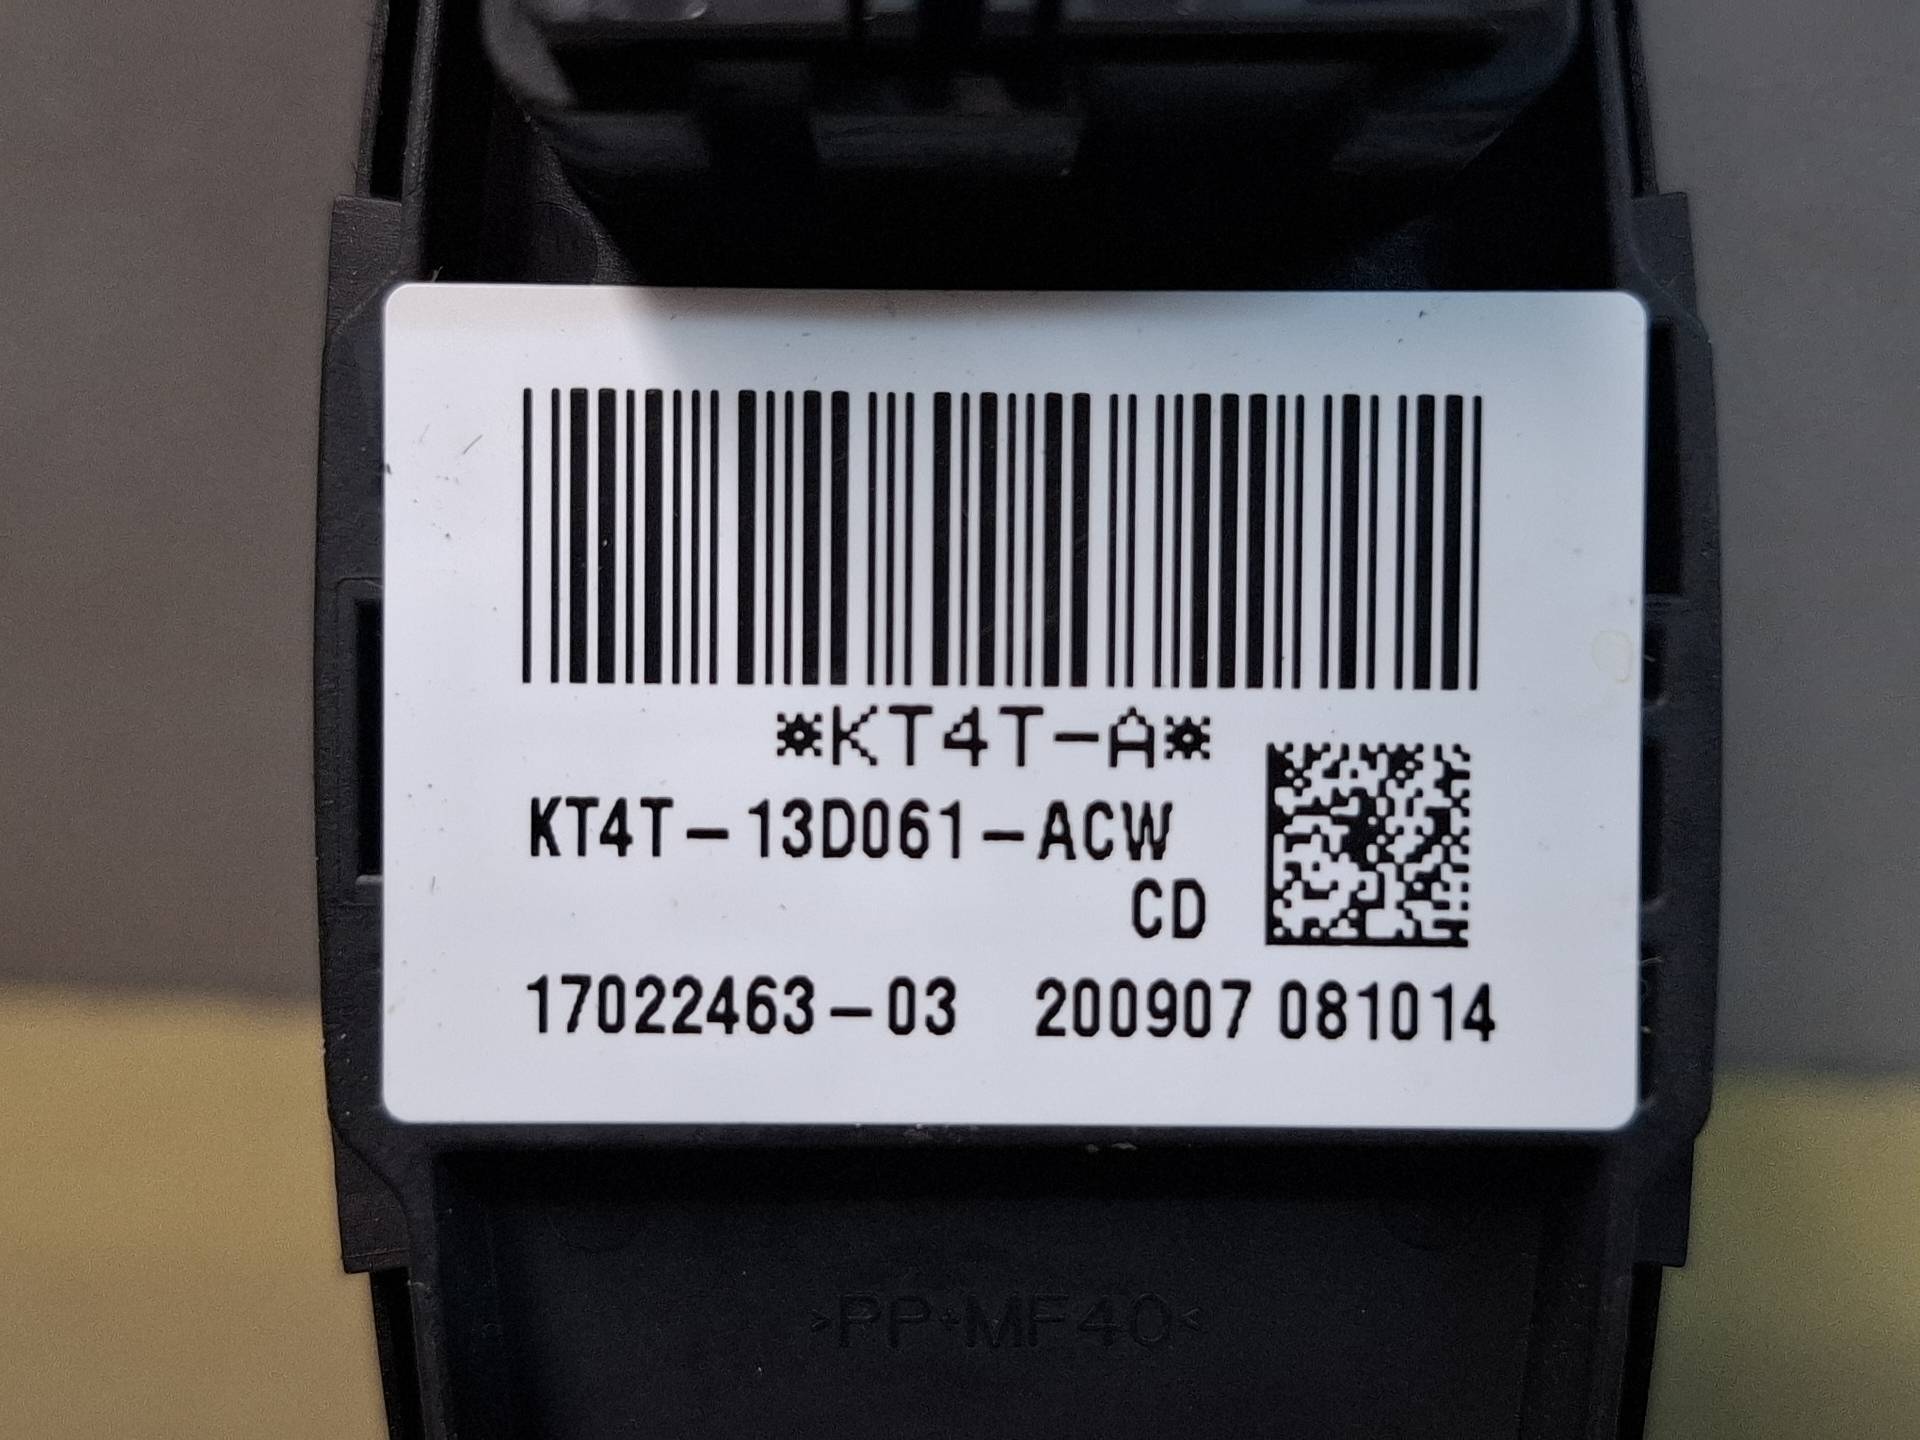 *KT4T-A*
KT4T-13D061-ACW
CD
17022463-03 200907 081014
>PP+MF40<